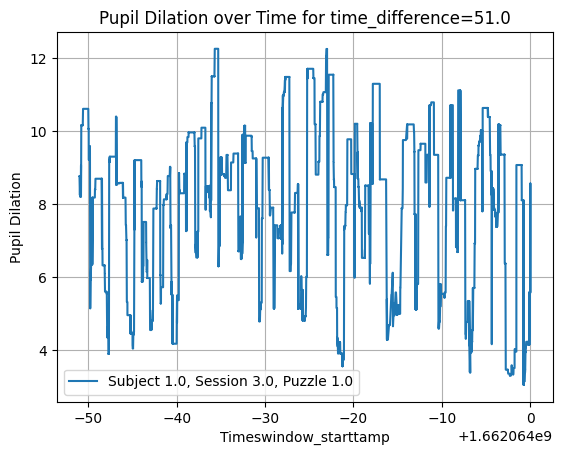 Pupil Dilation over Time for time_difference=51.0
12
10
8
6
4
Pupil Dilation
Subject 1.0, Session 3.0, Puzzle 1.0
−50
−40
−30
−20
−10
0
Timeswindow_starttamp
+1.662064e9